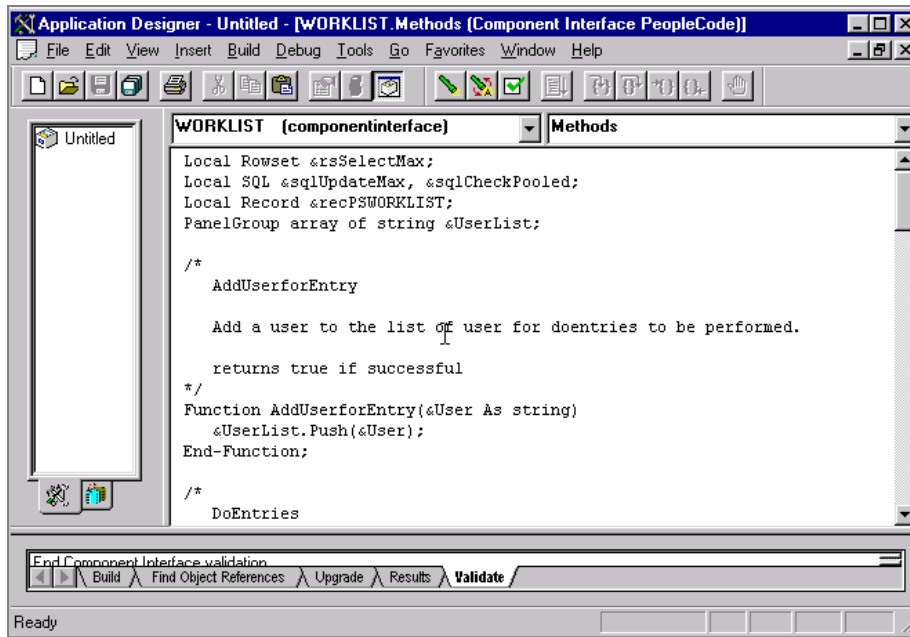 Application Designer - Untitled - [WORKLIST.Methods (Component Interface PeopleCode)]
File Edit View Insert Build Debug Tools Go Favorites Window Help
Untitled
WORKLIST (componentinterface)
Methods
Local Rowset &rsSelectMax;
Local SQL &sqlUpdateMax, &sqlCheckPooled;
Local Record &recPSWORKLIST;
PanelGroup array of string &UserList;
/*
AddUserforEntry
Add a user to the list of user for doentries to be performed.
returns true if successful
*/
Function AddUserforEntry(&User As string)
&UserList.Push(&User);
End-Function;
/*
DoEntries
End Component Interface validation
Build Find Object References Upgrade Results Validate
Ready